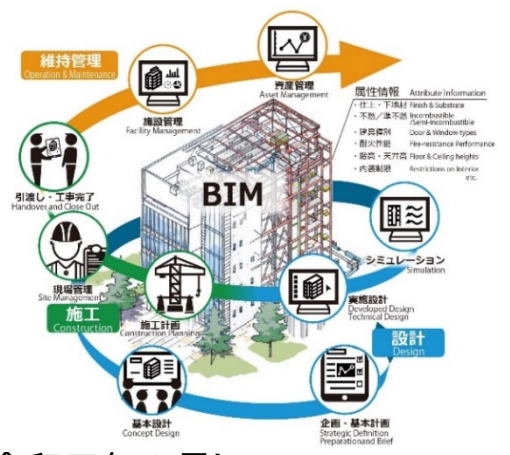 維持管理
Operation & Maintenance
資産管理
Asset Management
施設管理
Facility Management
属性情報 Attribute Information
・仕上・下地材 Finish & Substrate
・不燃／準不燃 Incombustible
/Semi-Incombustible
・建具種別 Door & Window types
・耐火性能 Fire-resistance Performance
・階高・天井高 Floor & Ceiling heights
・内装制限 Restrictions on Interior
etc.
BIM
引渡し・工事完了
Handover and Close Out
シミュレーション
Simulation
現場管理
Site Management
施工
Construction
施工計画
Construction Planning
実施設計
Developed Design
Technical Design
設計
Design
基本設計
Concept Design
企画・基本計画
Strategic Definition
Preparationand Brief